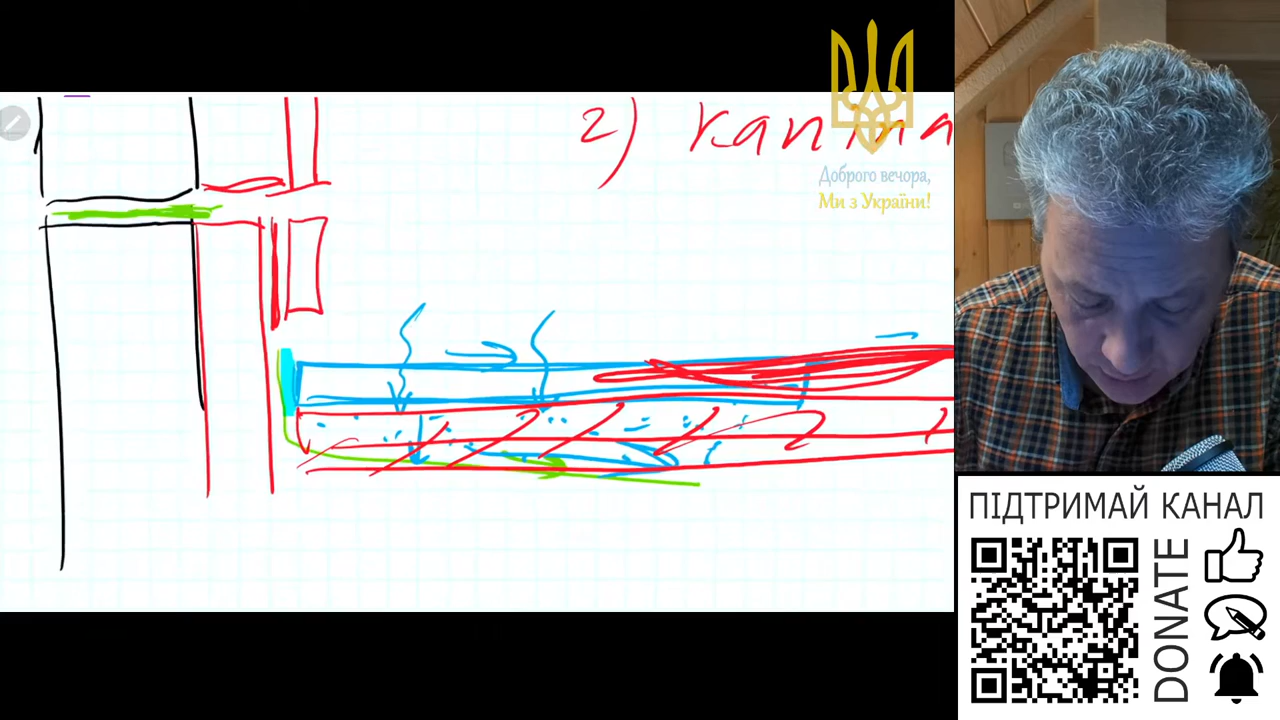 2) капіл
Доброго вечора,
Ми з України!
ПІДТРИМАЙ КАНАЛ
DONATE